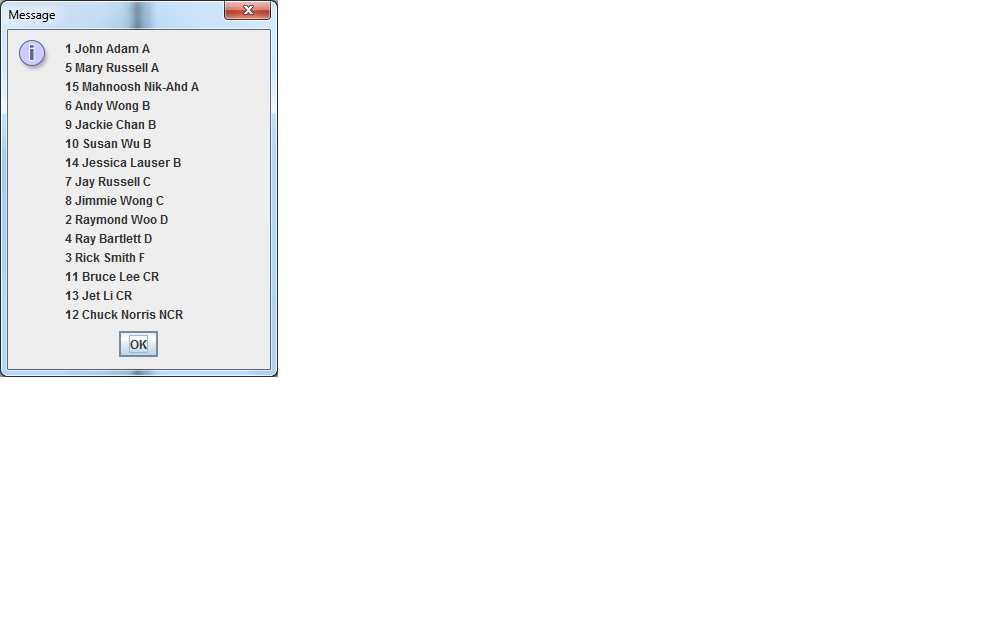 Message
1 John Adam A
5 Mary Russell A
15 Mahnoosh Nik-Ahd A
6 Andy Wong B
9 Jackie Chan B
10 Susan Wu B
14 Jessica Lauser B
7 Jay Russell C
8 Jimmie Wong C
2 Raymond Woo D
4 Ray Bartlett D
3 Rick Smith F
11 Bruce Lee CR
13 Jet Li CR
12 Chuck Norris NCR
OK